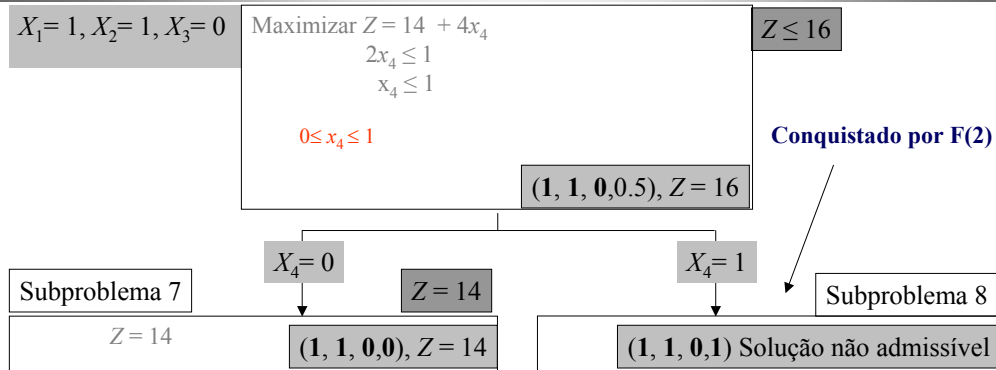 X₁= 1, X₂= 1, X₃= 0
Maximizar Z = 14 + 4x₄
2x₄ ≤ 1
x₄ ≤ 1
0≤ x₄ ≤ 1
Z ≤ 16
Conquistado por F(2)
(1, 1, 0,0.5), Z = 16
X₄= 0
X₄= 1
Subproblema 7
Z = 14
Subproblema 8
Z = 14
(1, 1, 0,0), Z = 14
(1, 1, 0,1) Solução não admissível